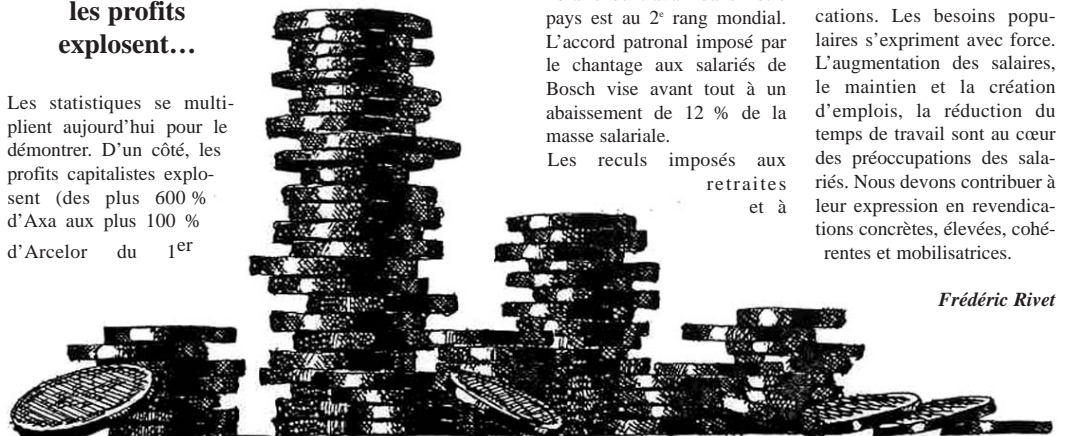 les profits
explosent…
Les statistiques se multi-
plient aujourd’hui pour le
démontrer. D’un côté, les
profits capitalistes explo-
sent (des plus 600 %
d’Axa aux plus 100 %
d’Arcelor du 1er
pays est au 2e rang mondial.
L’accord patronal imposé par
le chantage aux salariés de
Bosch vise avant tout à un
abaissement de 12 % de la
masse salariale.
Les reculs imposés aux
retraites
et à
cations. Les besoins popu-
laires s’expriment avec force.
L’augmentation des salaires,
le maintien et la création
d’emplois, la réduction du
temps de travail sont au cœur
des préoccupations des sala-
riés. Nous devons contribuer à
leur expression en revendica-
tions concrètes, élevées, cohé-
rentes et mobilisatrices.
Frédéric Rivet